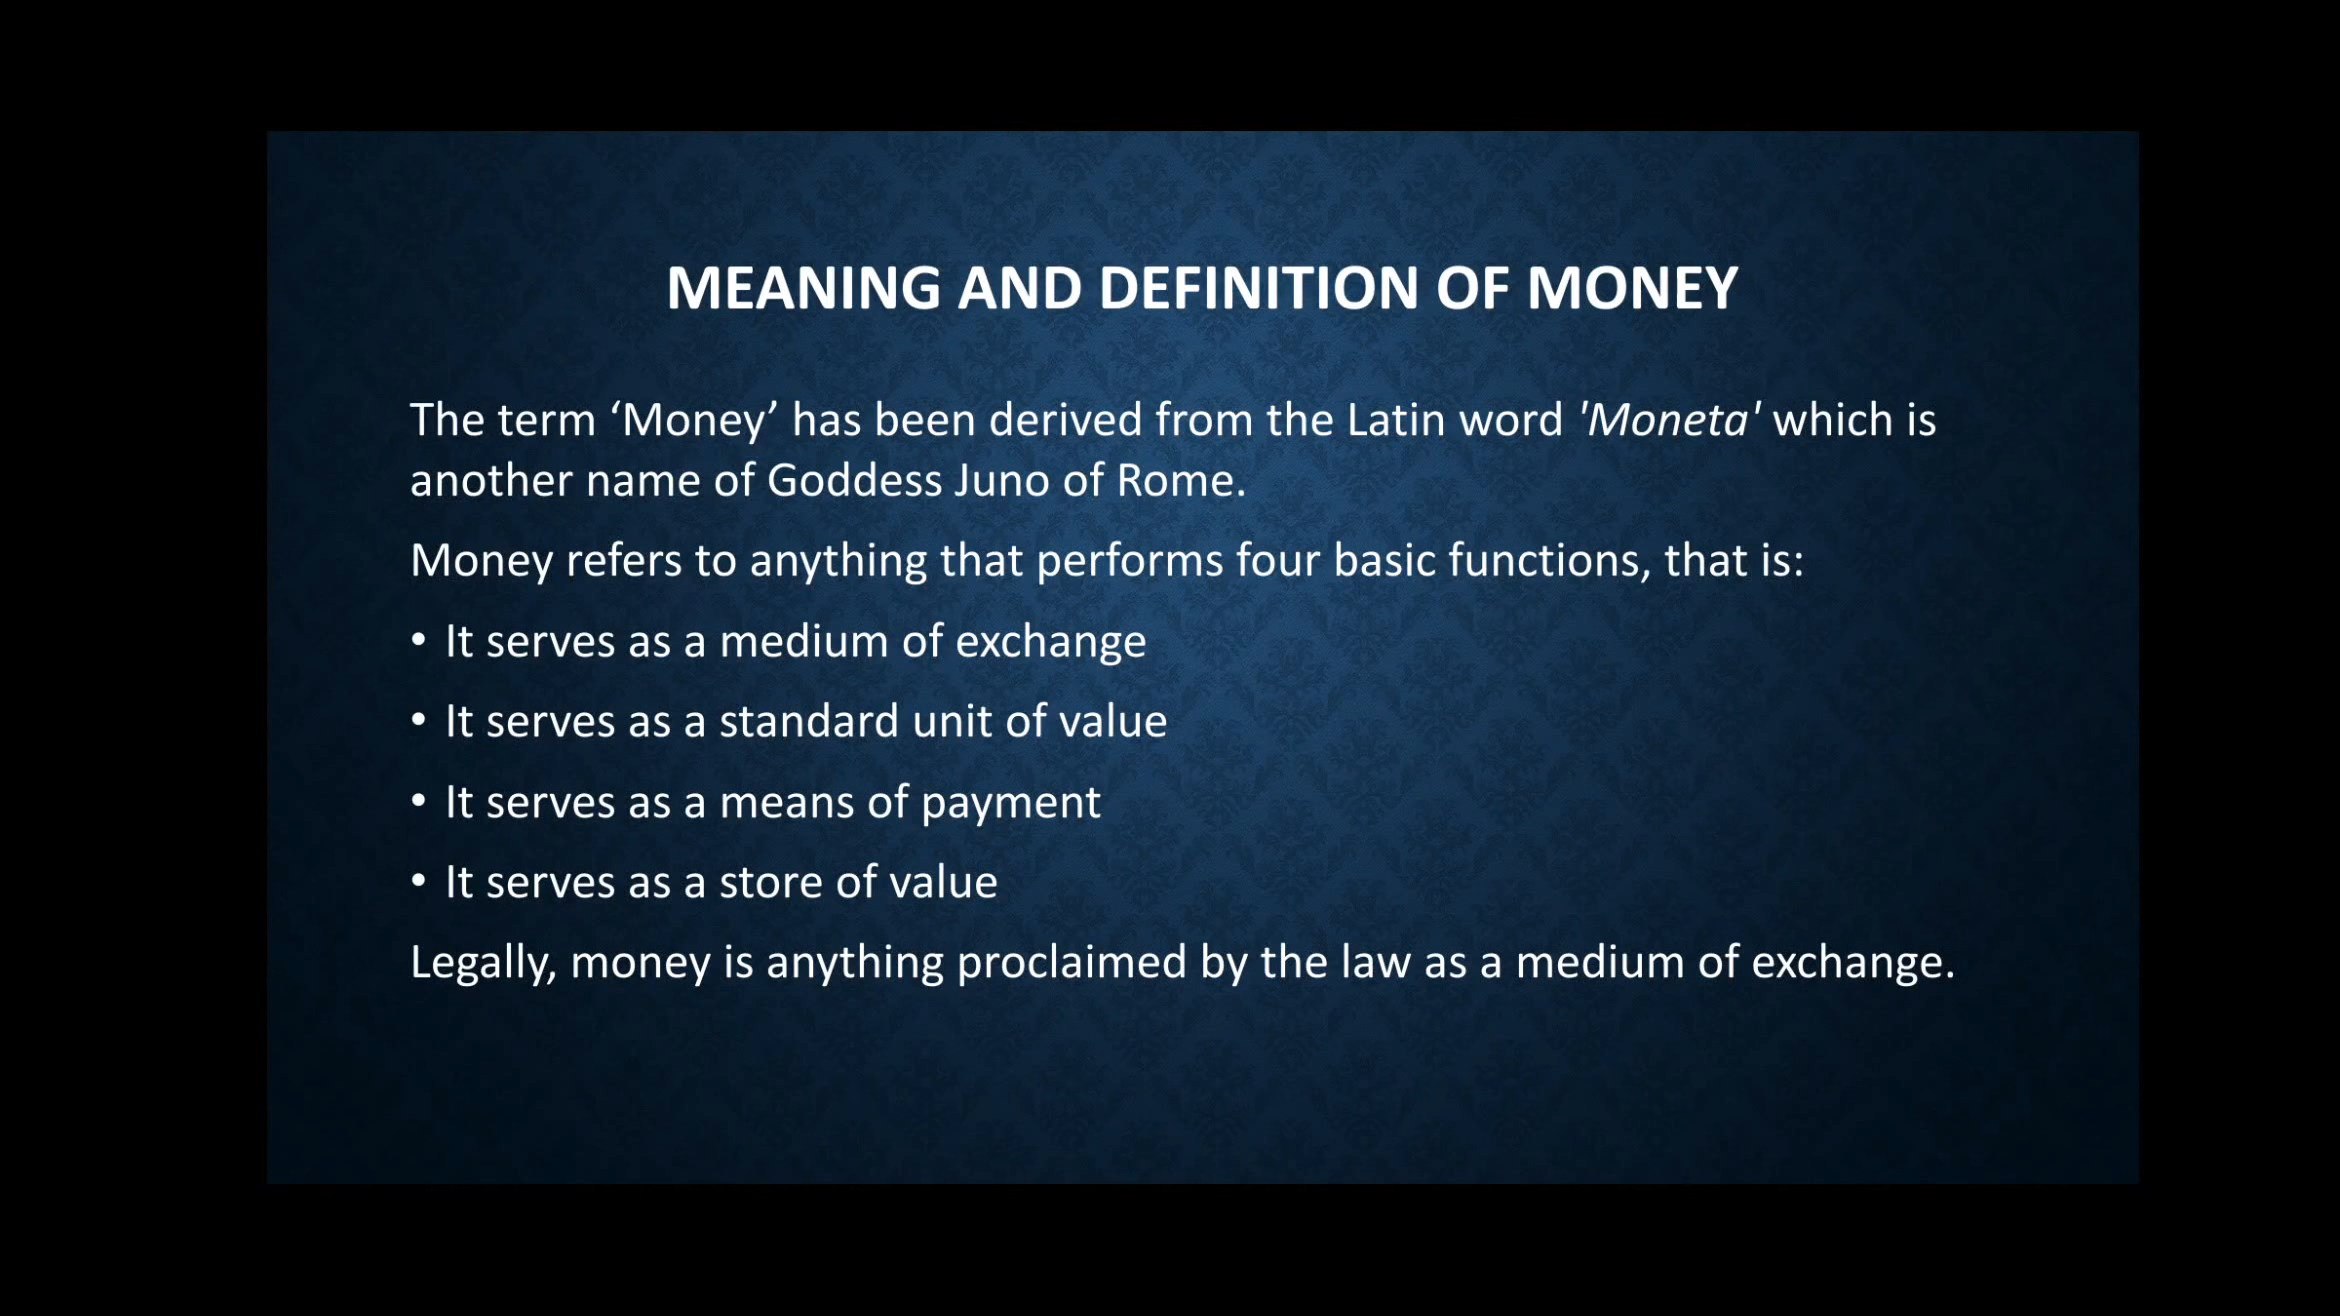 MEANING AND DEFINITION OF MONEY
The term ‘Money’ has been derived from the Latin word 'Moneta' which is
another name of Goddess Juno of Rome.
Money refers to anything that performs four basic functions, that is:
• It serves as a medium of exchange
• It serves as a standard unit of value
• It serves as a means of payment
• It serves as a store of value
Legally, money is anything proclaimed by the law as a medium of exchange.